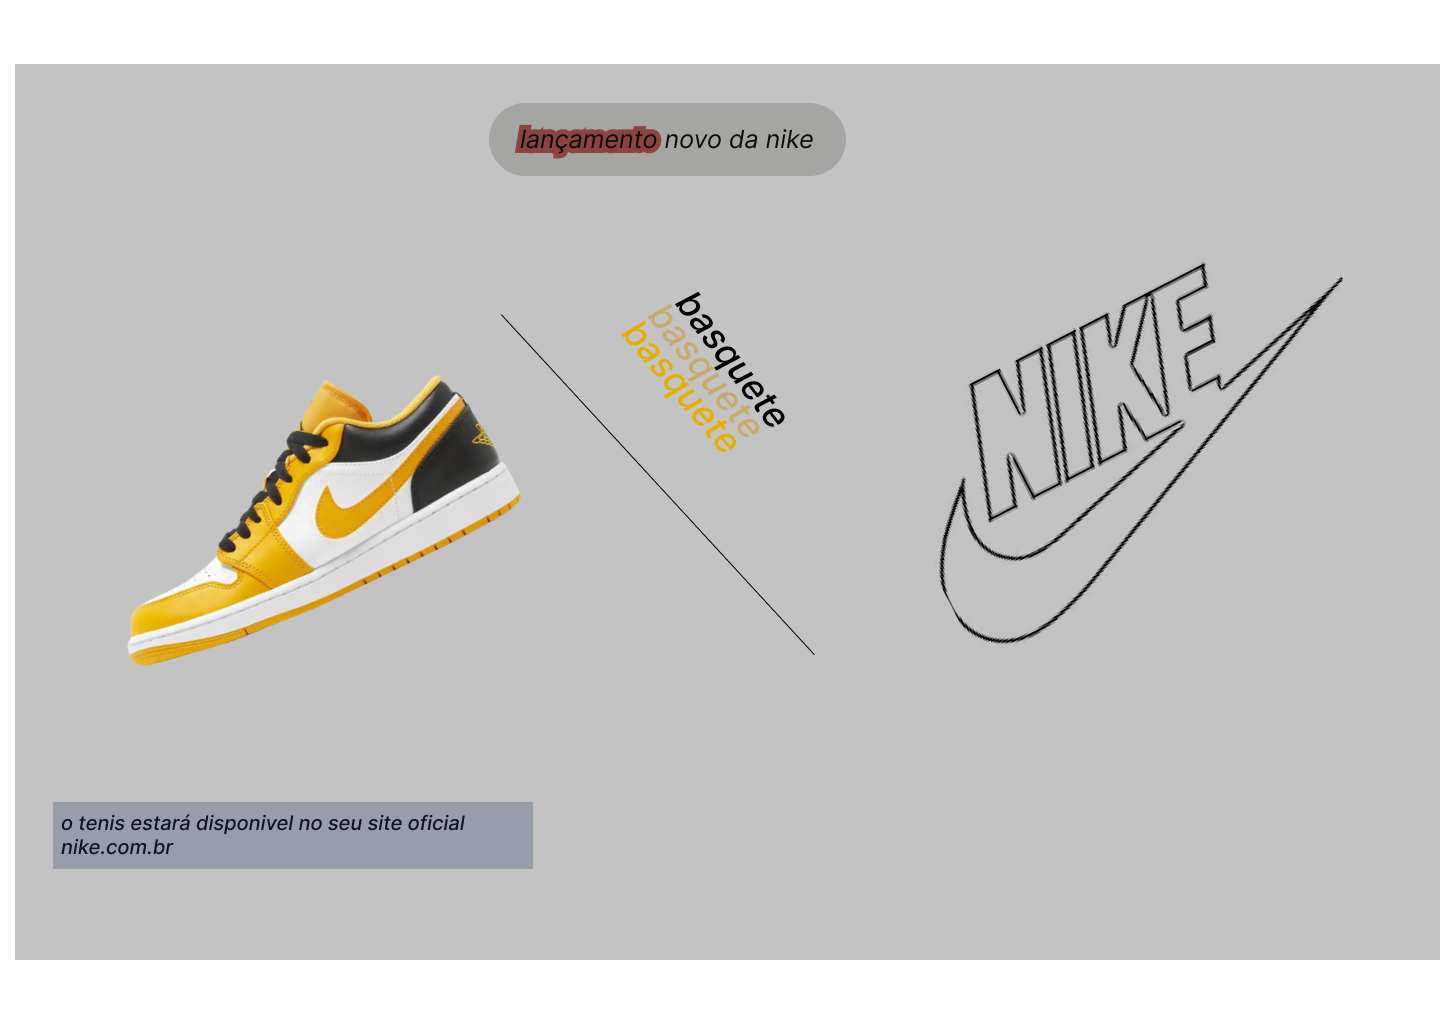 lançamento novo da nike
basquete
basquete
basquete
NIKE
o tenis estará disponivel no seu site oficial
nike.com.br